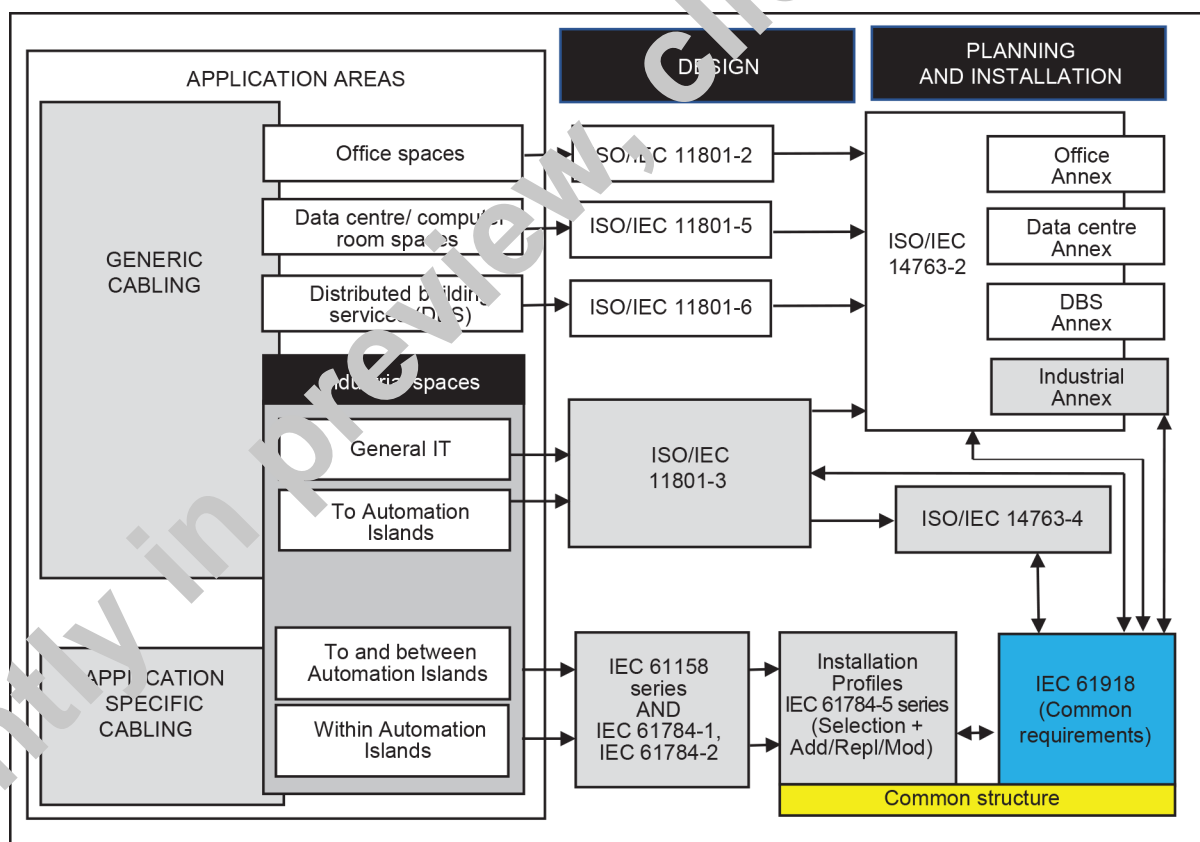 APPLICATION AREAS
DESIGN
PLANNING
AND INSTALLATION
GENERIC
CABLING
Office spaces
Data centre/ computer
room spaces
Distributed building
services (DBS)
Industrial spaces
General IT
To Automation
Islands
APPLICATION
SPECIFIC
CABLING
To and between
Automation Islands
Within Automation
Islands
ISO/IEC 11801-2
ISO/IEC 11801-5
ISO/IEC 11801-6
ISO/IEC
11801-3
IEC 61158
series
AND
IEC 61784-1,
IEC 61784-2
ISO/IEC
14763-2
Office
Annex
Data centre
Annex
DBS
Annex
Industrial
Annex
ISO/IEC 14763-4
Installation
Profiles
IEC 61784-5 series
(Selection +
Add/Repl/Mod)
IEC 61918
(Common
requirements)
Common structure
ntly in preview, cli